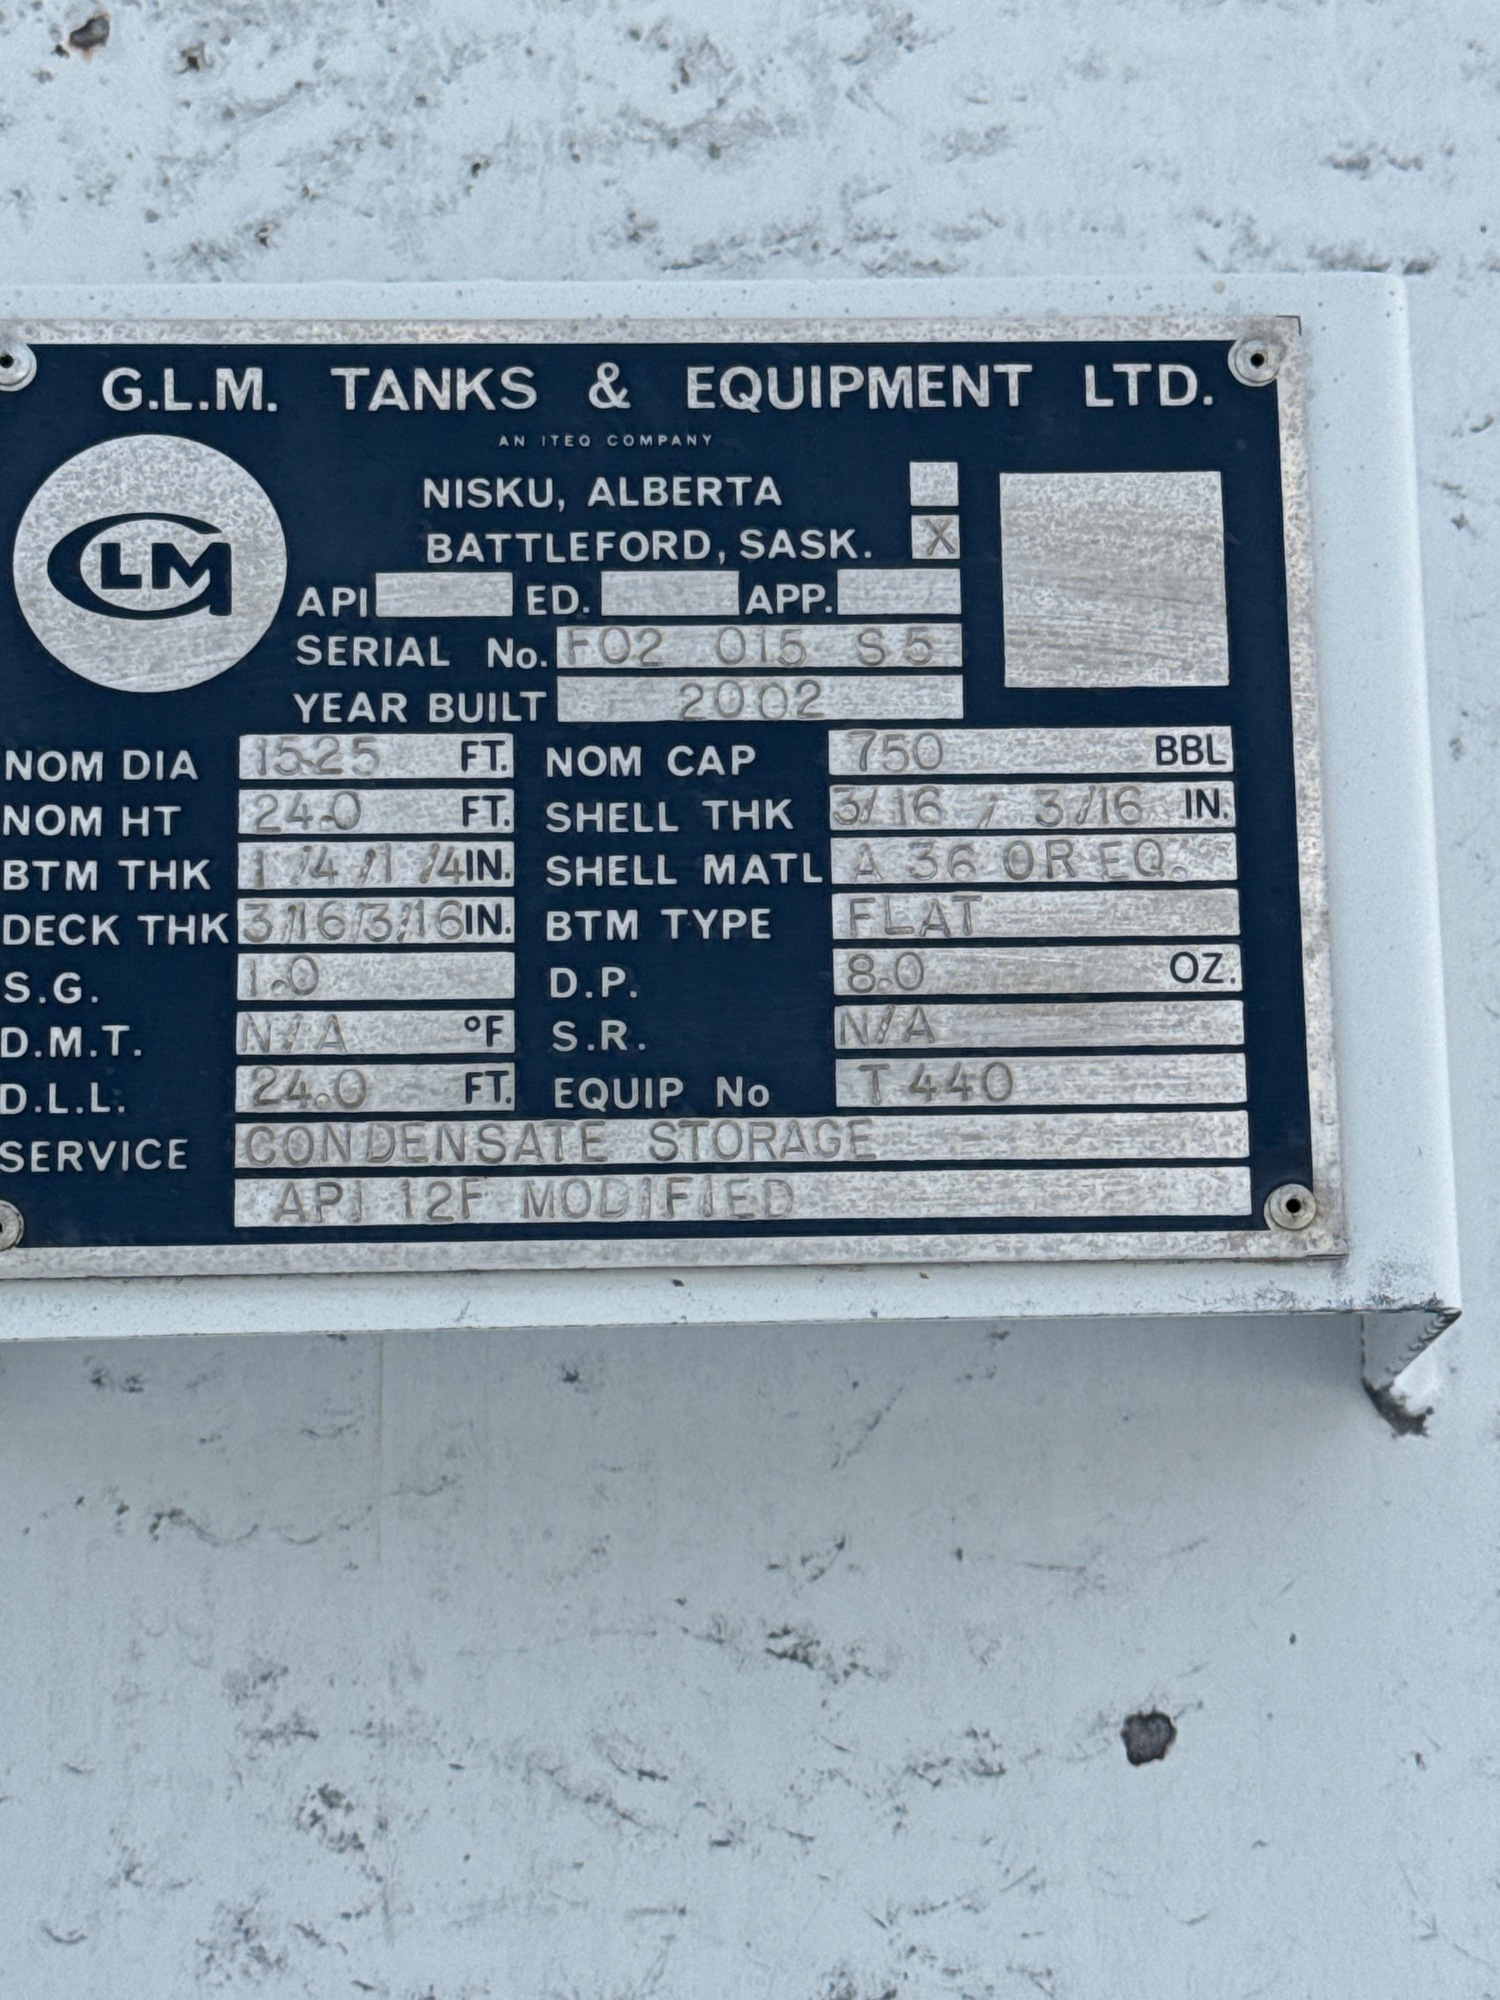 G.L.M. TANKS & EQUIPMENT LTD.
AN ITEQ COMPANY
GLM
NISKU, ALBERTA
BATTLEFORD, SASK. X
API ED. APP.
SERIAL No. F02 015 S5
YEAR BUILT 2002
NOM DIA 15.25 FT. NOM CAP 750 BBL
NOM HT 24.0 FT. SHELL THK 3/16 / 3/16 IN.
BTM THK 1/4/1/4 IN. SHELL MATL A 36 OR EQ.
DECK THK 3/16/3/16 IN. BTM TYPE FLAT
S.G. 1.0 D.P. 8.0 OZ.
D.M.T. N/A °F S.R. N/A
D.L.L. 24.0 FT. EQUIP No T440
SERVICE CONDENSATE STORAGE
API 12F MODIFIED